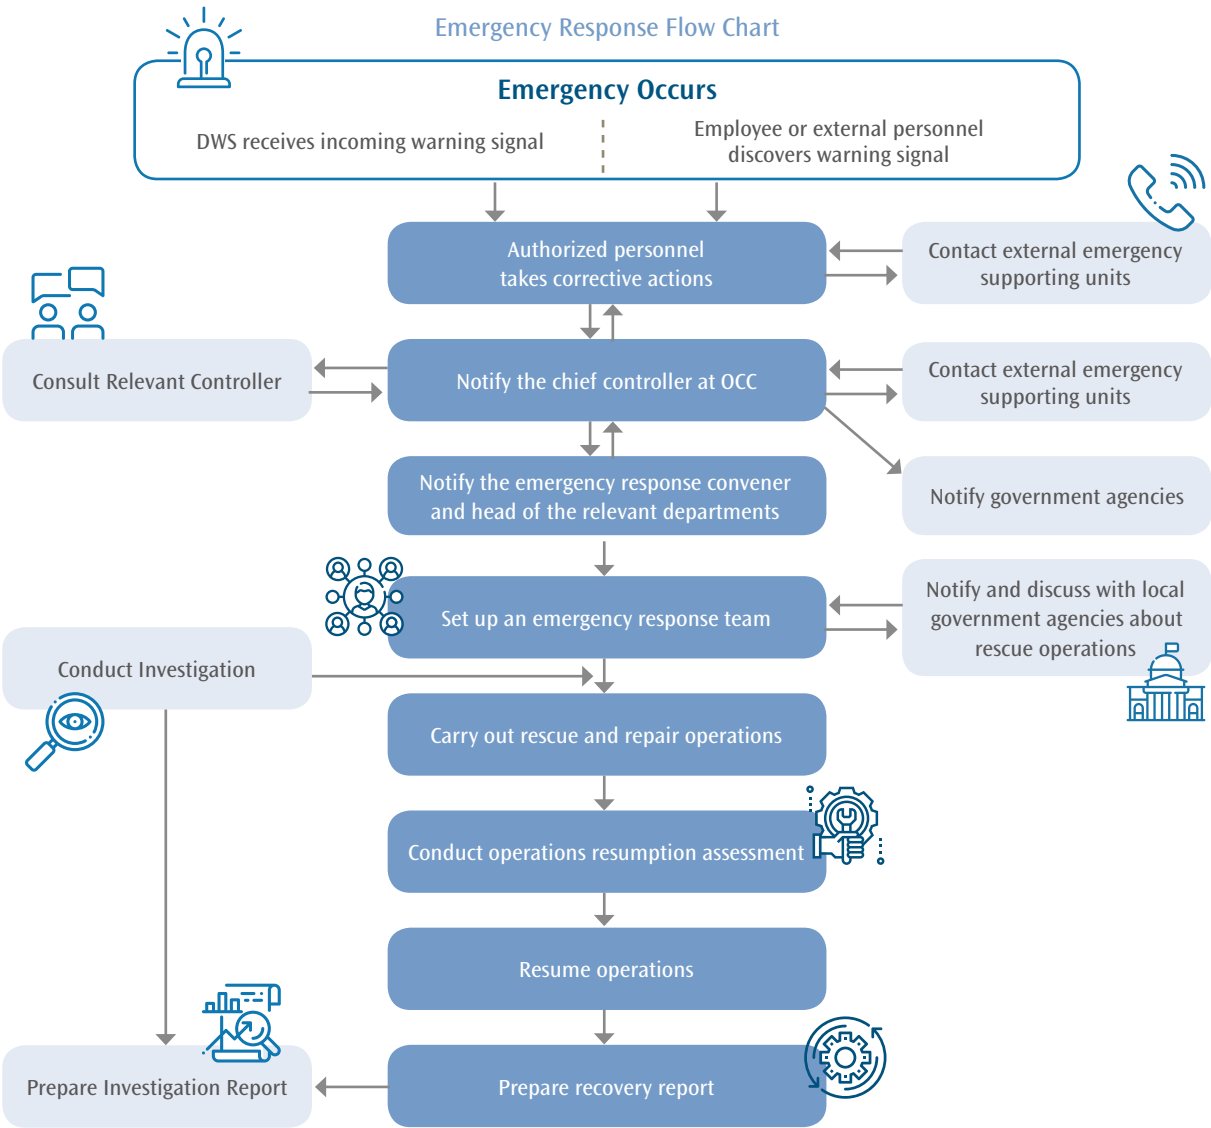 Emergency Response Flow Chart
Emergency Occurs
DWS receives incoming warning signal
Employee or external personnel
discovers warning signal
Authorized personnel
takes corrective actions
Contact external emergency
supporting units
Consult Relevant Controller
Notify the chief controller at OCC
Contact external emergency
supporting units
Notify the emergency response convener
and head of the relevant departments
Notify government agencies
Set up an emergency response team
Notify and discuss with local
government agencies about
rescue operations
Conduct Investigation
Carry out rescue and repair operations
Conduct operations resumption assessment
Resume operations
Prepare Investigation Report
Prepare recovery report